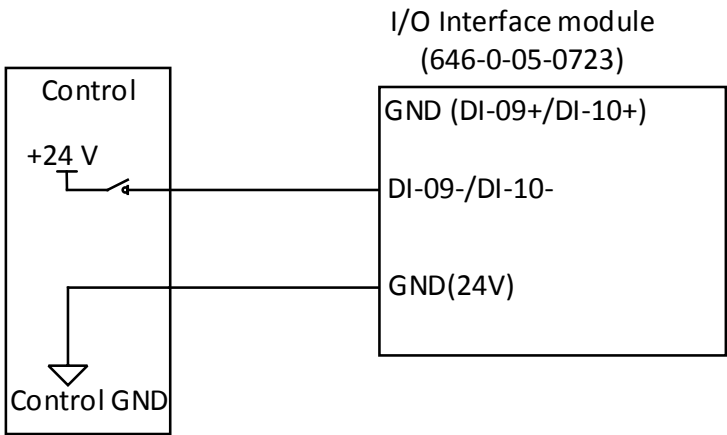 I/O Interface module
(646-0-05-0723)
Control
GND (DI-09+/DI-10+)
+24 V
DI-09-/DI-10-
GND(24V)
Control GND